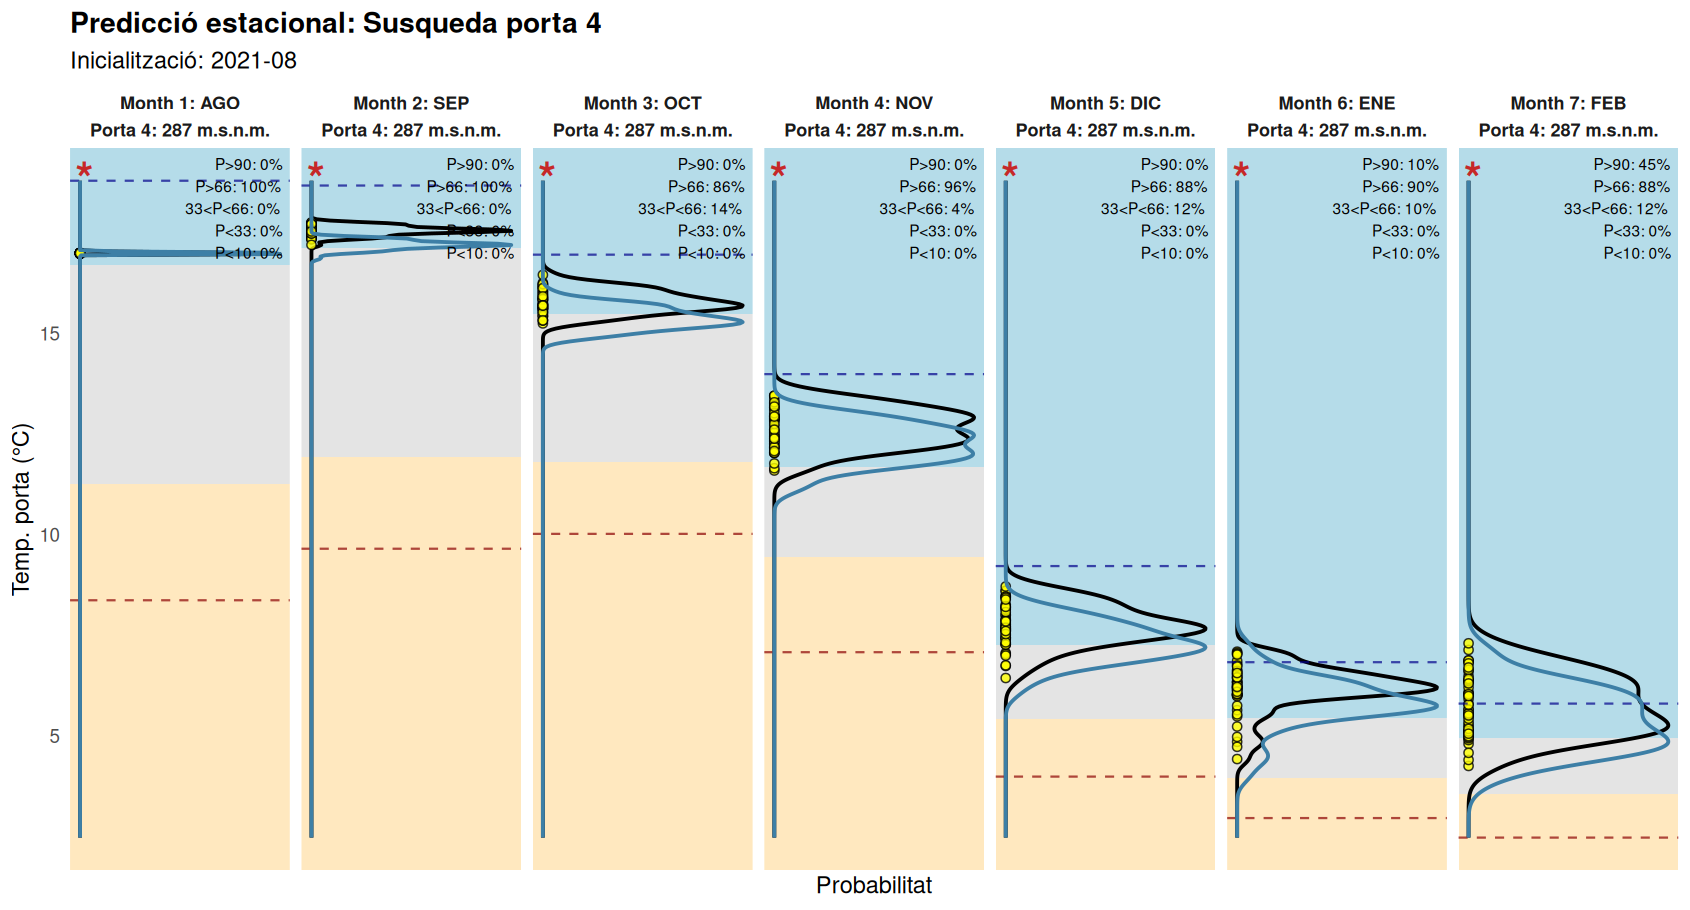 Predicció estacional: Susqueda porta 4
Inicialització: 2021-08
Month 1: AGO
Porta 4: 287 m.s.n.m.
Month 2: SEP
Porta 4: 287 m.s.n.m.
Month 3: OCT
Porta 4: 287 m.s.n.m.
Month 4: NOV
Porta 4: 287 m.s.n.m.
Month 5: DIC
Porta 4: 287 m.s.n.m.
Month 6: ENE
Porta 4: 287 m.s.n.m.
Month 7: FEB
Porta 4: 287 m.s.n.m.
*
P>90: 0%
P>66: 100%
33<P<66: 0%
P<33: 0%
P<10: 0%
*
P>90: 0%
P>66: 100%
33<P<66: 0%
P<33: 0%
P<10: 0%
*
P>90: 0%
P>66: 86%
33<P<66: 14%
P<33: 0%
P<10: 0%
*
P>90: 0%
P>66: 96%
33<P<66: 4%
P<33: 0%
P<10: 0%
*
P>90: 0%
P>66: 88%
33<P<66: 12%
P<33: 0%
P<10: 0%
*
P>90: 10%
P>66: 90%
33<P<66: 10%
P<33: 0%
P<10: 0%
*
P>90: 45%
P>66: 88%
33<P<66: 12%
P<33: 0%
P<10: 0%
Temp. porta (°C)
15
10
5
Probabilitat